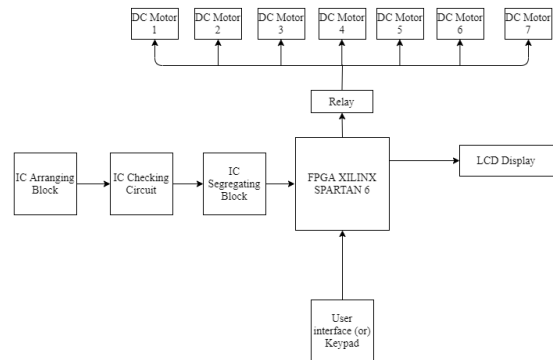 DC Motor
1
DC Motor
2
DC Motor
3
DC Motor
4
DC Motor
5
DC Motor
6
DC Motor
7
Relay
IC Arranging
Block
IC Checking
Circuit
IC
Segregating
Block
FPGA XILINX
SPARTAN 6
LCD Display
User
interface (or)
Keypad